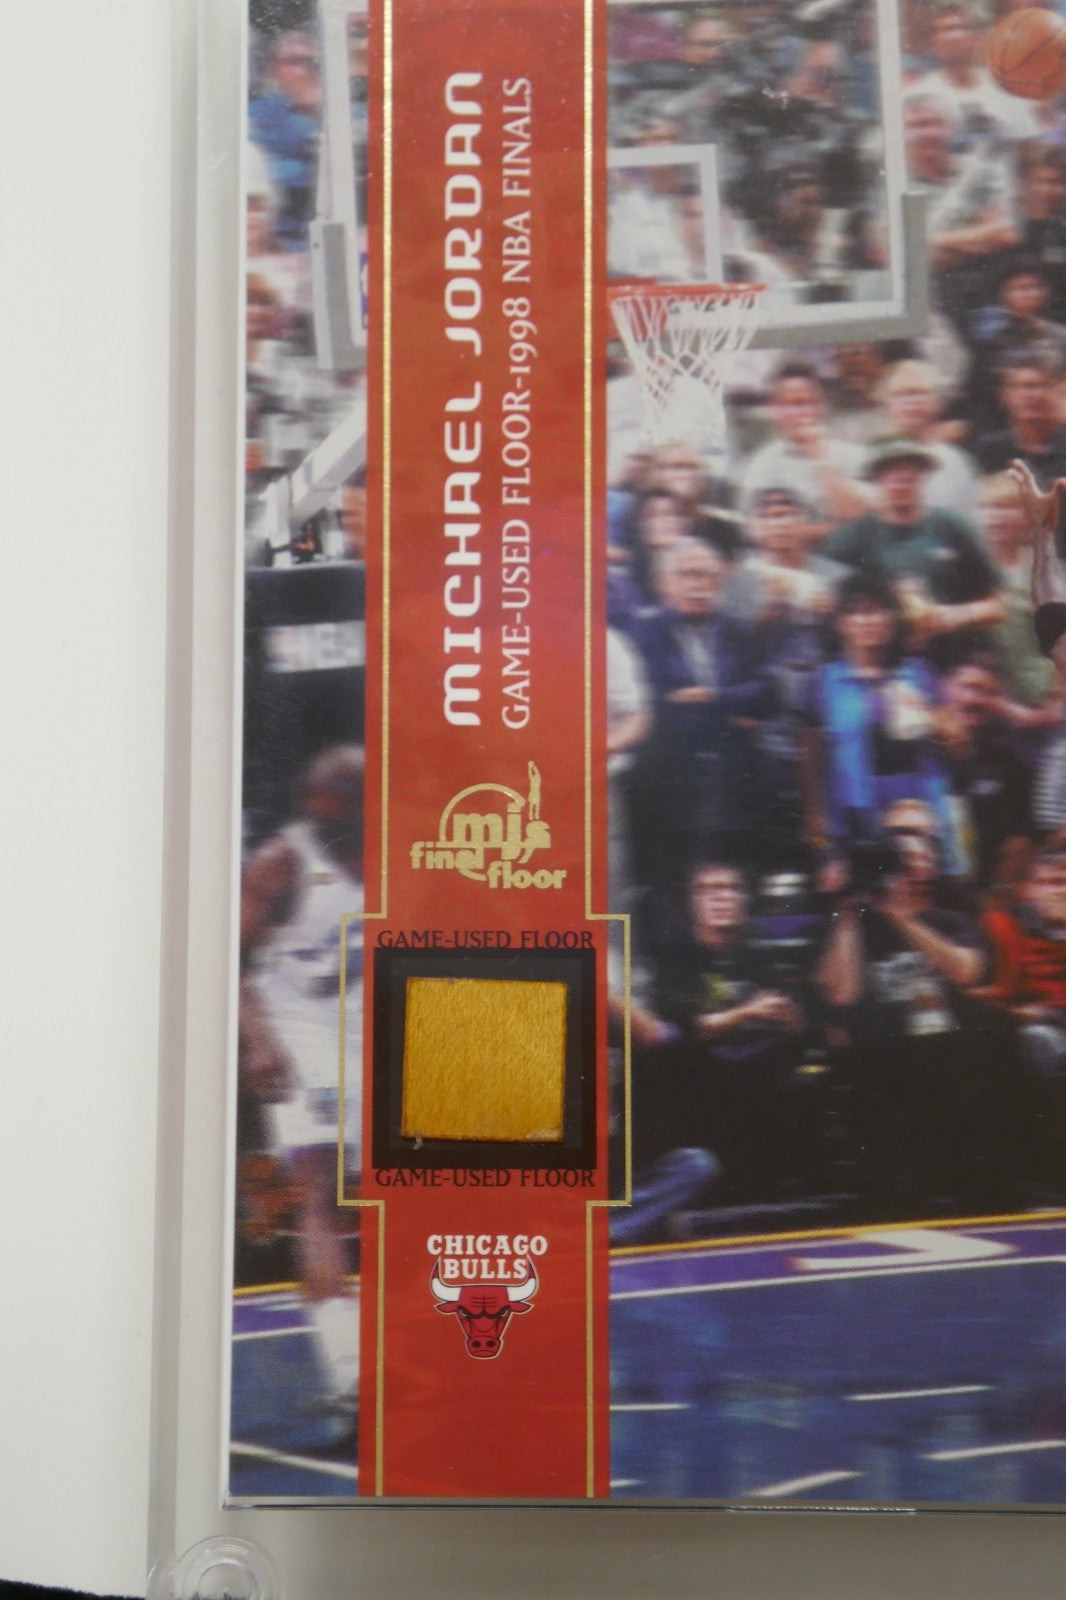 MICHAEL JORDAN
GAME-USED FLOOR-1998 NBA FINALS
mj's
final
floor
GAME-USED FLOOR
GAME-USED FLOOR
CHICAGO
BULLS